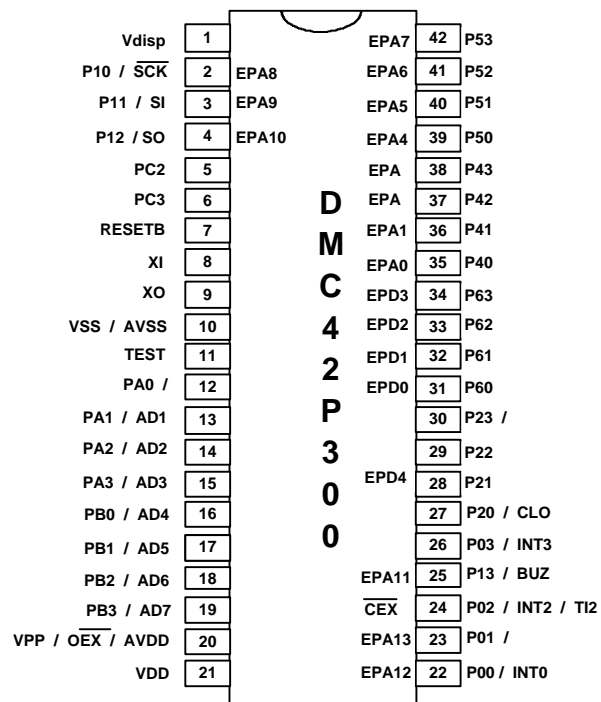 Vdisp 1 EPA7 42 P53
P10 / SCK 2 EPA8 EPA6 41 P52
P11 / SI 3 EPA9 EPA5 40 P51
P12 / SO 4 EPA10 EPA4 39 P50
PC2 5 EPA 38 P43
PC3 6 EPA 37 P42
RESETB 7 EPA1 36 P41
XI 8 EPA0 35 P40
XO 9 EPD3 34 P63
VSS / AVSS 10 EPD2 33 P62
TEST 11 EPD1 32 P61
PA0 / 12 EPD0 31 P60
PA1 / AD1 13 30 P23 /
PA2 / AD2 14 29 P22
PA3 / AD3 15 EPD4 28 P21
PB0 / AD4 16 27 P20 / CLO
PB1 / AD5 17 26 P03 / INT3
PB2 / AD6 18 EPA11 25 P13 / BUZ
PB3 / AD7 19 CEX 24 P02 / INT2 / TI2
VPP / OEX / AVDD 20 EPA13 23 P01 /
VDD 21 EPA12 22 P00 / INT0
DMC42P300